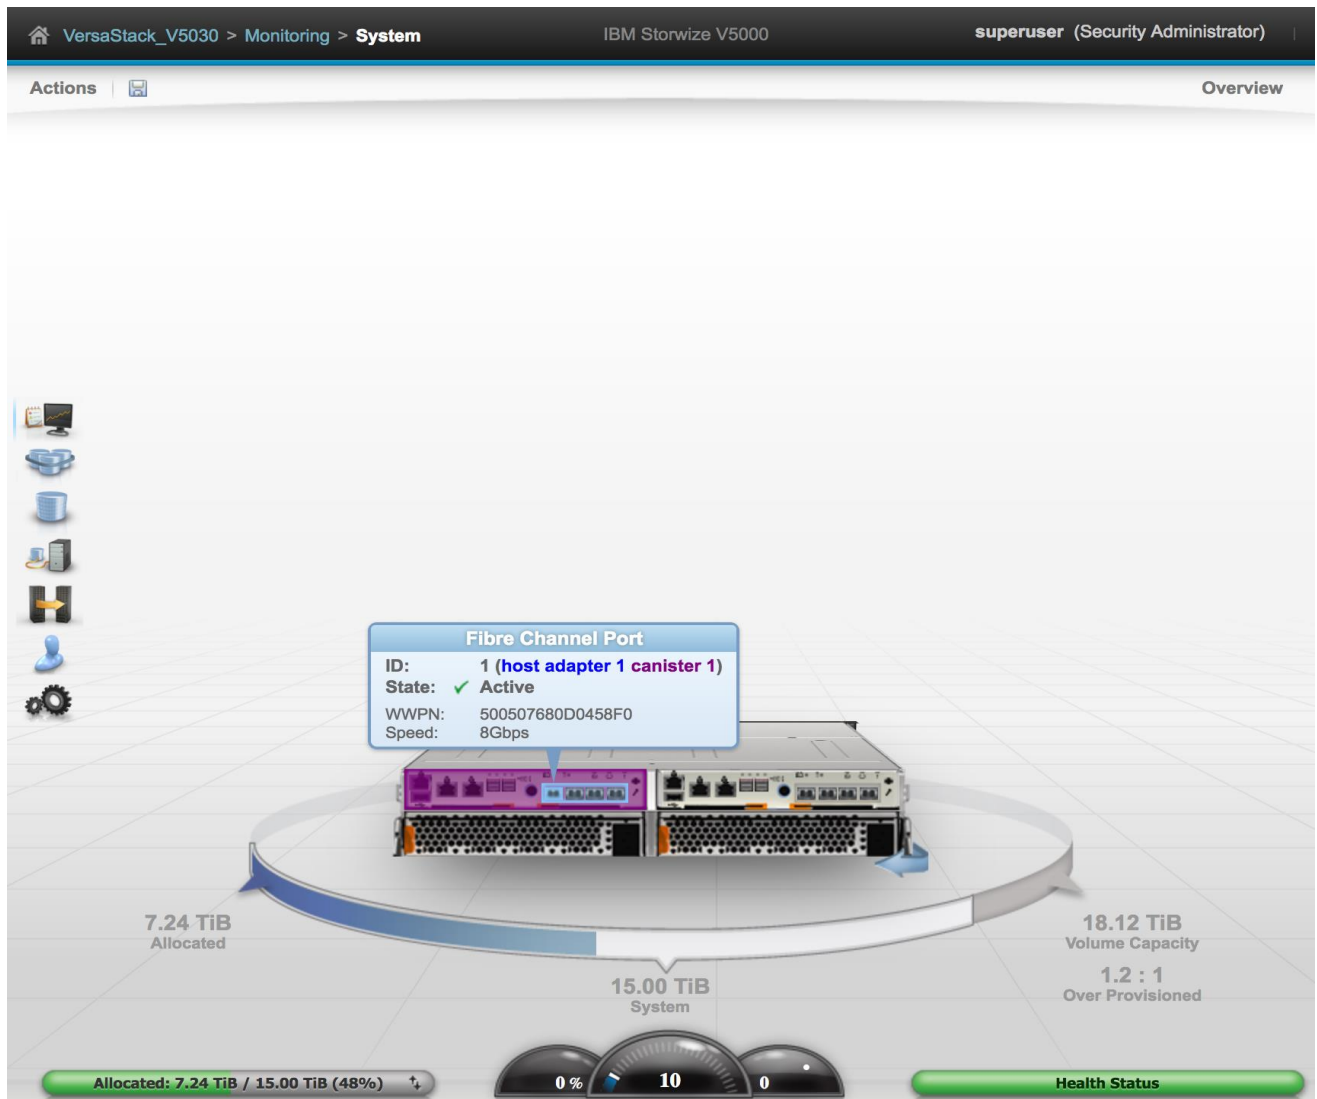 VersaStack_V5030 > Monitoring > System
IBM Storwize V5000
superuser (Security Administrator)
Actions
Overview
Fibre Channel Port
ID: 1 (host adapter 1 canister 1)
State: Active
WWPN: 500507680D0458F0
Speed: 8Gbps
7.24 TiB
Allocated
18.12 TiB
Volume Capacity
15.00 TiB
System
1.2 : 1
Over Provisioned
Allocated: 7.24 TiB / 15.00 TiB (48%)
0 %
10
0
Health Status